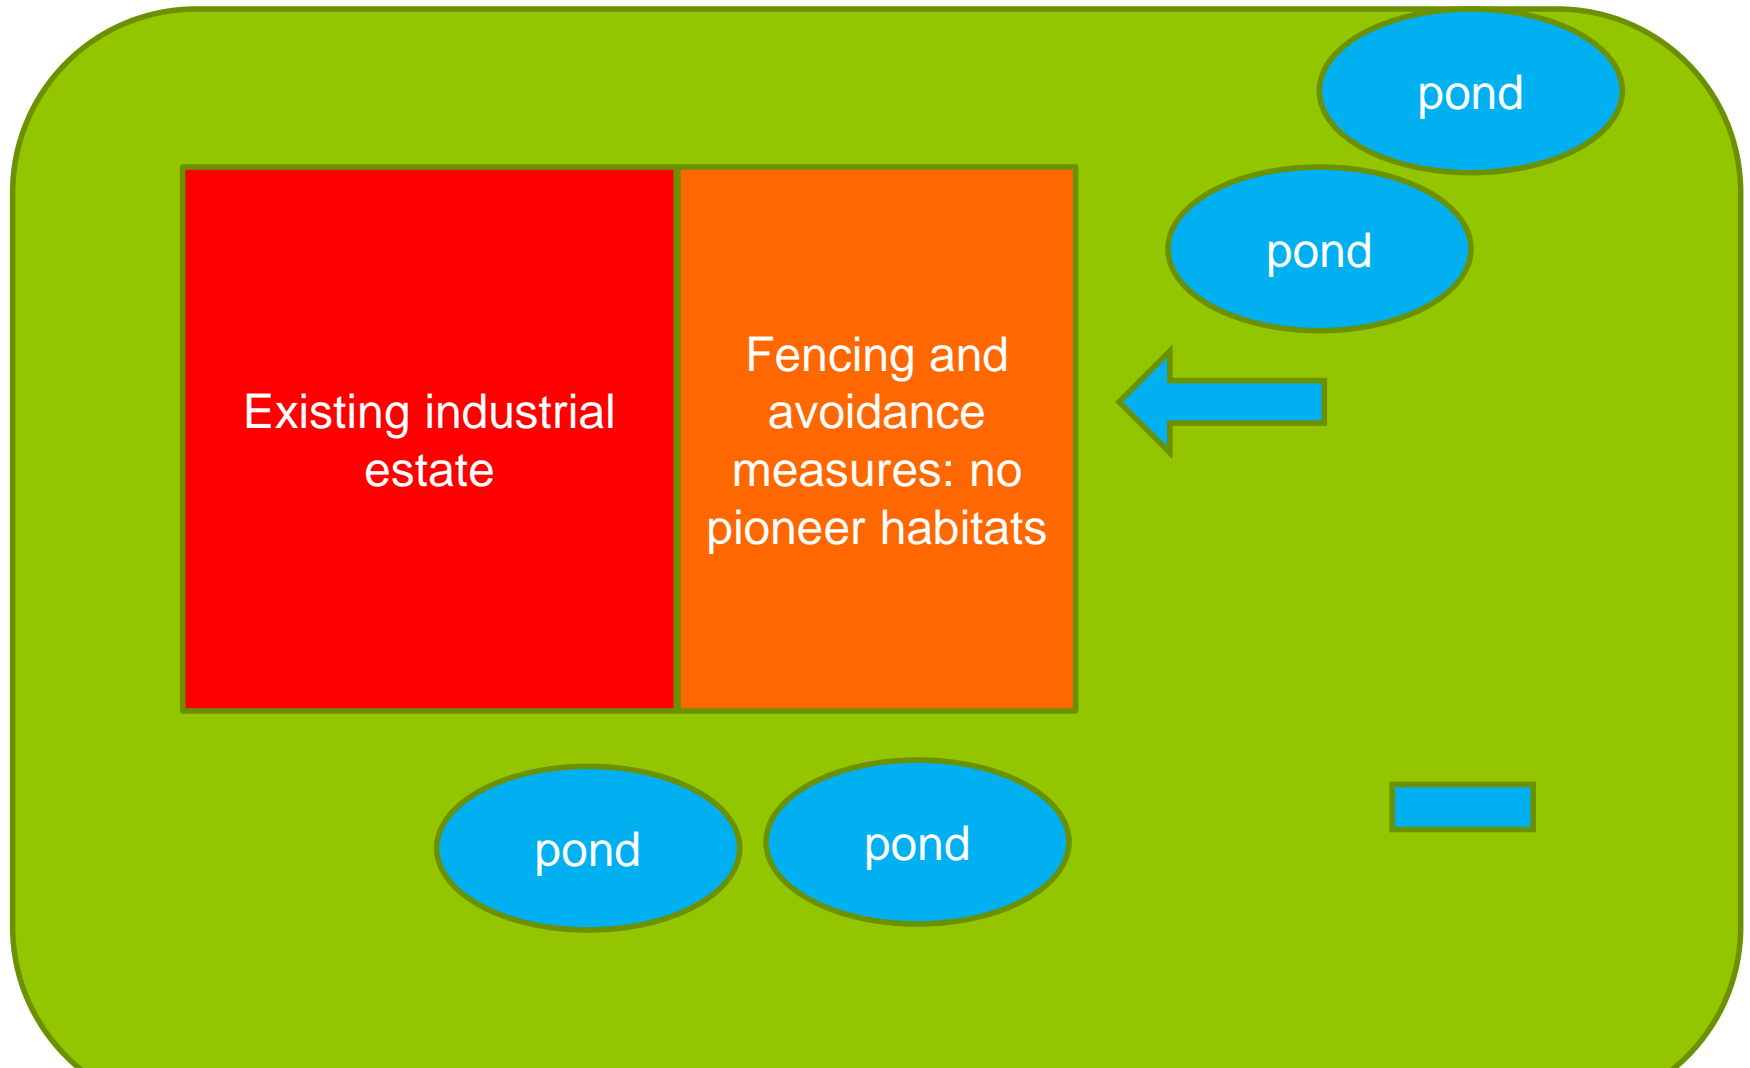 pond
pond
Existing industrial
estate
Fencing and
avoidance
measures: no
pioneer habitats
pond
pond